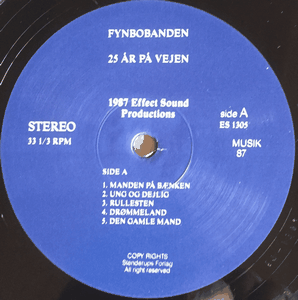 FYNBOBANDEN
25 ÅR PÅ VEJEN
1987 Effect Sound
Productions
side A
ES 1305
STEREO
33 1/3 RPM
MUSIK
87
SIDE A
1. MANDEN PÅ BÆNKEN
2. UNG OG DEJLIG
3. RULLESTEN
4. DRØMMELAND
5. DEN GAMLE MAND
COPY RIGHTS
Slenderups Forlag
All right reserved